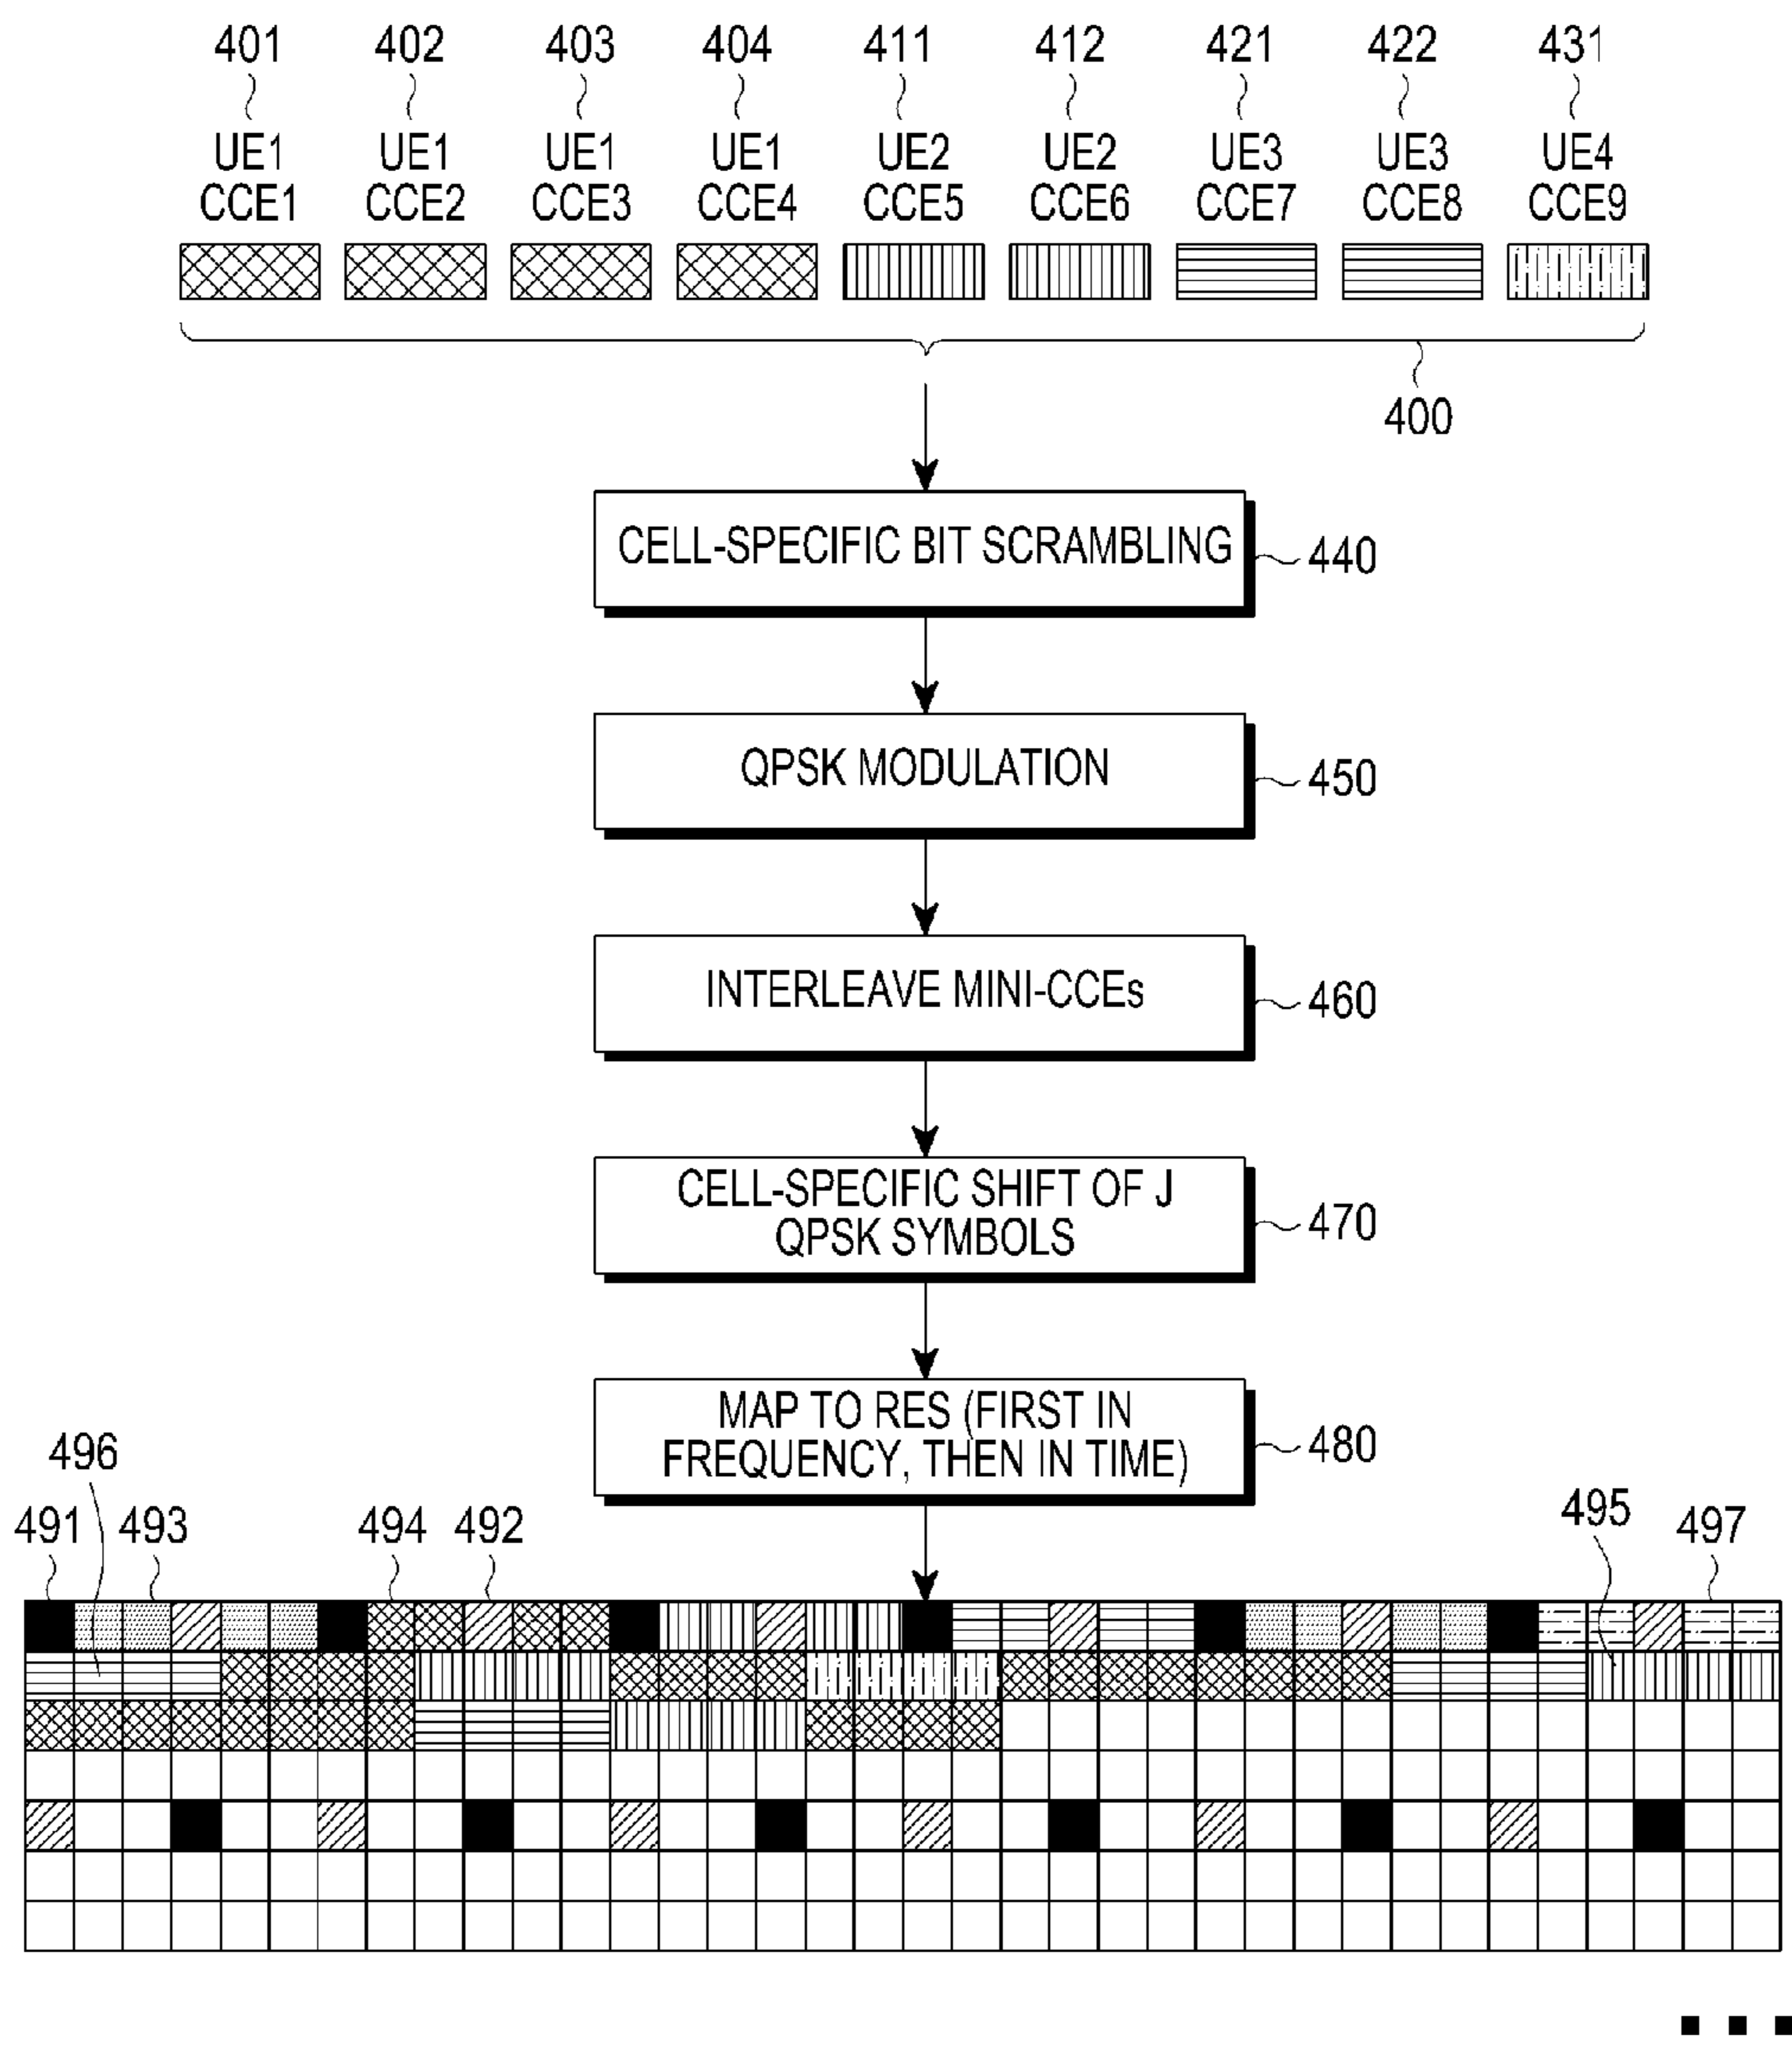 401 402 403 404 411 412 421 422 431
UE1 UE1 UE1 UE1 UE2 UE2 UE3 UE3 UE4
CCE1 CCE2 CCE3 CCE4 CCE5 CCE6 CCE7 CCE8 CCE9
400
CELL-SPECIFIC BIT SCRAMBLING
440
QPSK MODULATION
450
INTERLEAVE MINI-CCEs
460
CELL-SPECIFIC SHIFT OF J
QPSK SYMBOLS
470
MAP TO RES (FIRST IN
FREQUENCY, THEN IN TIME)
480
496
491 493 494 492 495 497